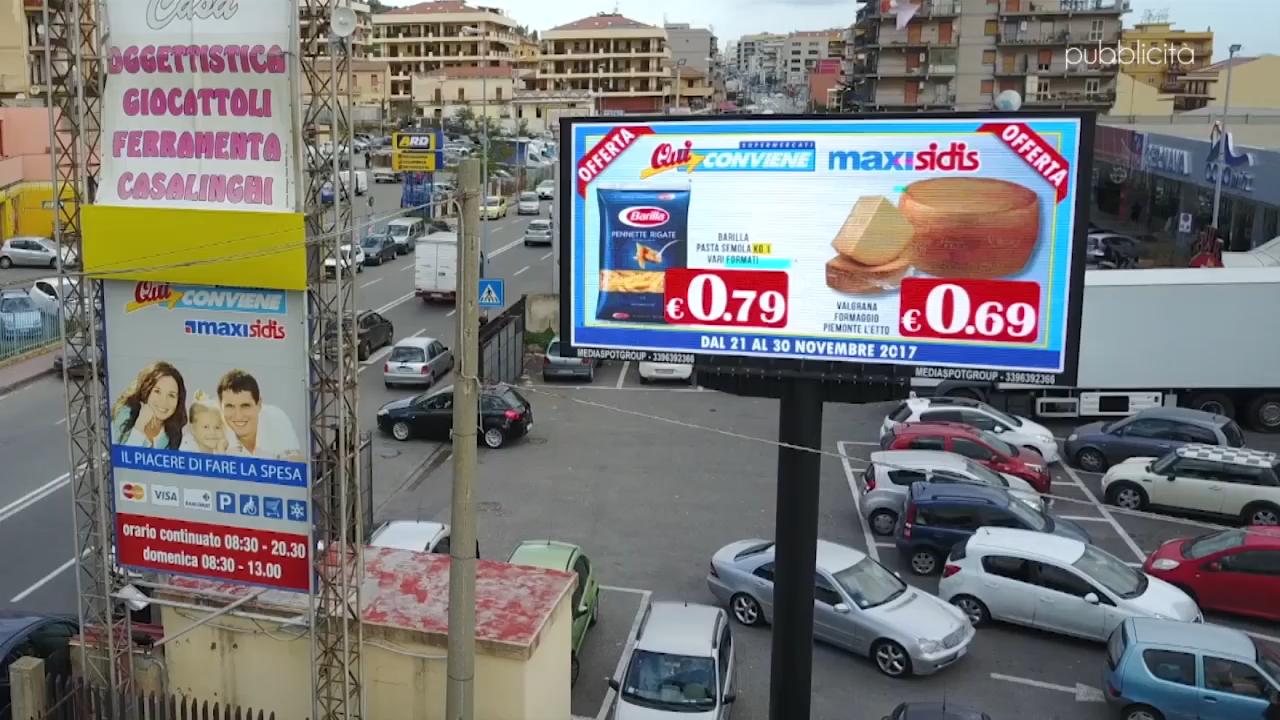 pubblicità
Casa
OGGETTISTICA
GIOCATTOLI
FERRAMENTA
CASALINGHI
Qui CONVIENE
maxisidis
IL PIACERE DI FARE LA SPESA
VISA
P
orario continuato 08:30 - 20.30
domenica 08:30 - 13.00
ARD
OFFERTA
OFFERTA
SUPERMERCATI
Qui CONVIENE
maxisidis
Barilla
PENNETTE RIGATE
BARILLA
PASTA SEMOLA KG 1
VARI FORMATI
€0.79
VALGRANA
FORMAGGIO
PIEMONTE L'ETTO
€0.69
DAL 21 AL 30 NOVEMBRE 2017
MEDIASPOTGROUP - 3396392366
MEDIASPOTGROUP - 3396392366